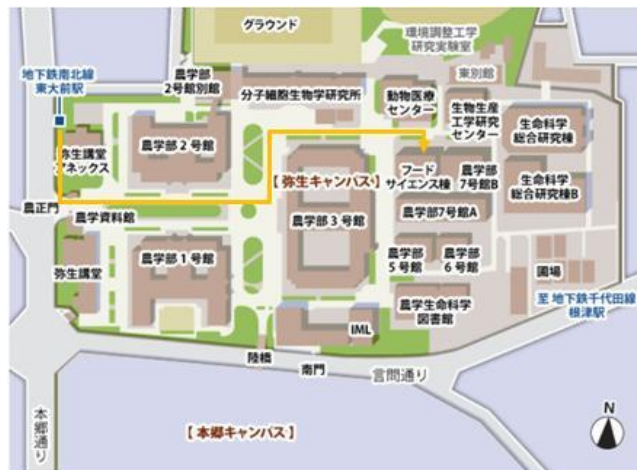 グラウンド
環境調整工学
研究実験室
地下鉄南北線
東大前駅
農学部
2号館別館
分子細胞生物学研究所
動物医療
センター
東別館
生物生産
工学研究
センター
生命科学
総合研究棟
弥生講堂
アネックス
農学部2号館
【弥生キャンパス】
フード
サイエンス棟
農学部
7号館B
生命科学
総合研究棟B
農正門
農学資料館
農学部3号館
農学部7号館A
弥生講堂
農学部1号館
農学部
5号館
農学部
6号館
圃場
農学生命科学
図書館
至 地下鉄千代田線
根津駅
IML
陸橋
南門
言問通り
本郷通り
【本郷キャンパス】
N